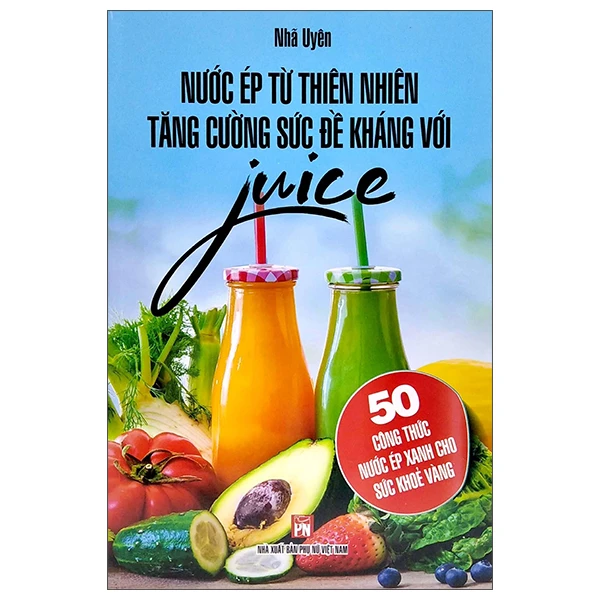 Nhã Uyên
NƯỚC ÉP TỪ THIÊN NHIÊN
TĂNG CƯỜNG SỨC ĐỀ KHÁNG VỚI
juice
50
CÔNG THỨC
NƯỚC ÉP XANH CHO
SỨC KHOẺ VÀNG
PN
NHÀ XUẤT BẢN PHỤ NỮ VIỆT NAM